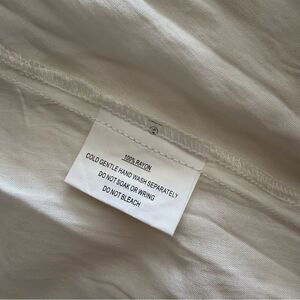 100% RAYON
COLD GENTLE HAND WASH SEPARATELY
DO NOT SOAK OR WRING
DO NOT BLEACH